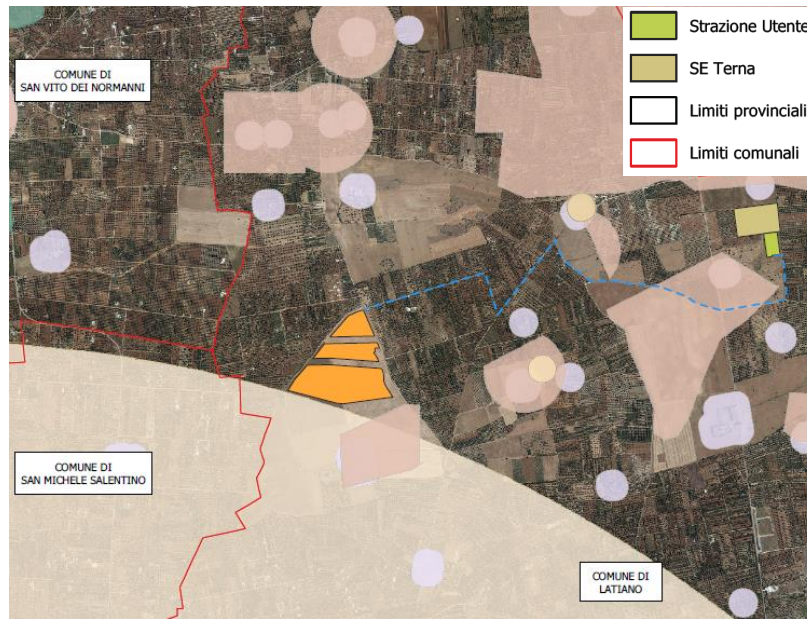 COMUNE DI
SAN VITO DEI NORMANNI
Strazione Utente
SE Terna
Limiti provinciali
Limiti comunali
COMUNE DI
SAN MICHELE SALENTINO
COMUNE DI
LATIANO